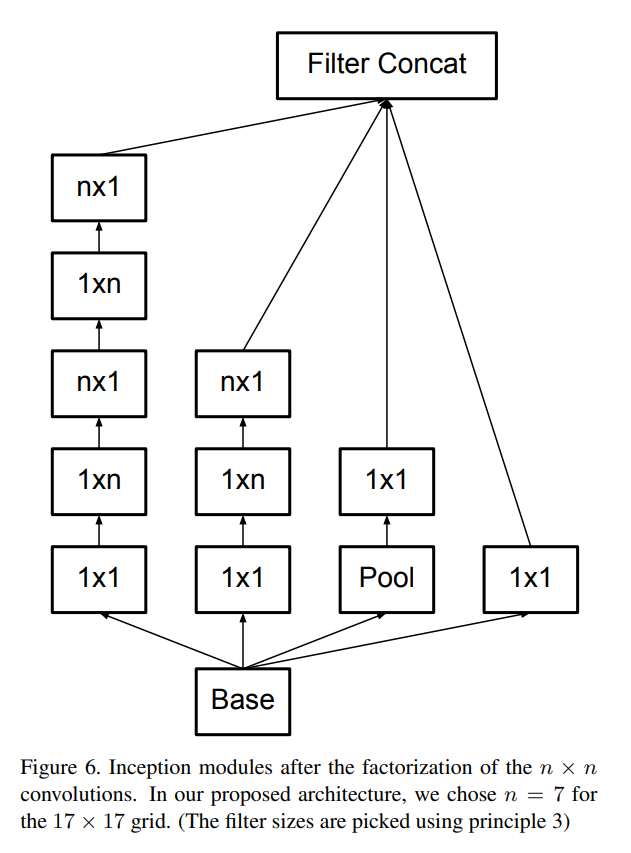 Filter Concat
nx1
1xn
nx1
nx1
1xn
1xn
1x1
1x1
1x1
Pool
1x1
Base
Figure 6. Inception modules after the factorization of the n × n
convolutions. In our proposed architecture, we chose n = 7 for
the 17 × 17 grid. (The filter sizes are picked using principle 3)